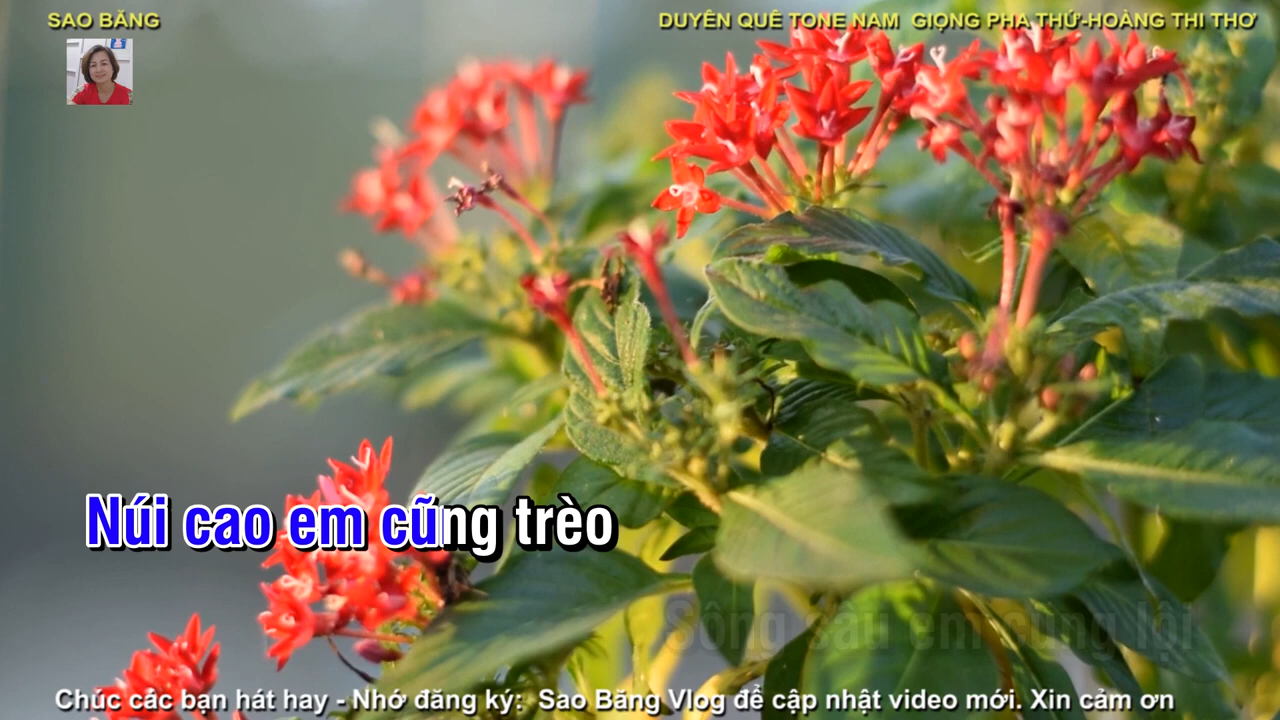 SAO BĂNG
DUYÊN QUÊ TONE NAM GIỌNG PHA THỨ-HOÀNG THI THƠ
Núi cao em cũng trèo
Sông sâu em cũng lội
Chúc các bạn hát hay - Nhớ đăng ký: Sao Băng Vlog để cập nhật video mới. Xin cảm ơn